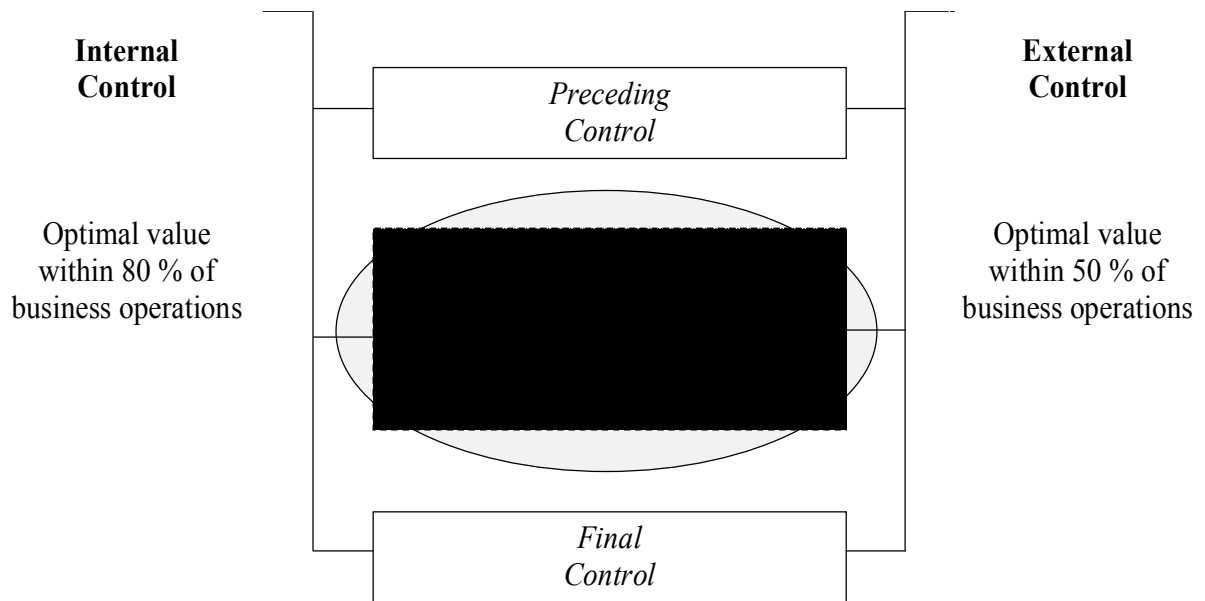 Internal
Control
External
Control
Preceding
Control
Optimal value
within 80 % of
business operations
Optimal value
within 50 % of
business operations
Final
Control